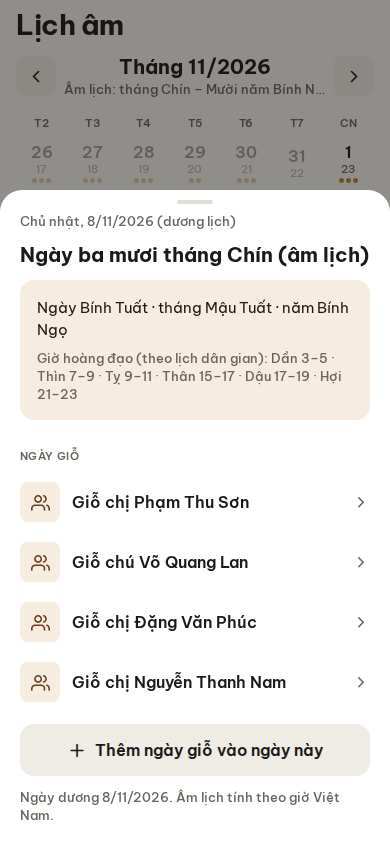 Lịch âm
Tháng 11/2026
Âm lịch: tháng Chín – Mười năm Bính N...
T2 T3 T4 T5 T6 T7 CN
26 27 28 29 30 31 1
17 18 19 20 21 22 23
Chủ nhật, 8/11/2026 (dương lịch)
Ngày ba mươi tháng Chín (âm lịch)
Ngày Bính Tuất · tháng Mậu Tuất · năm Bính
Ngọ
Giờ hoàng đạo (theo lịch dân gian): Dần 3–5 ·
Thìn 7–9 · Tỵ 9–11 · Thân 15–17 · Dậu 17–19 · Hợi
21–23
NGÀY GIỖ
Giỗ chị Phạm Thu Sơn
Giỗ chú Võ Quang Lan
Giỗ chị Đặng Văn Phúc
Giỗ chị Nguyễn Thanh Nam
Thêm ngày giỗ vào ngày này
Ngày dương 8/11/2026. Âm lịch tính theo giờ Việt
Nam.